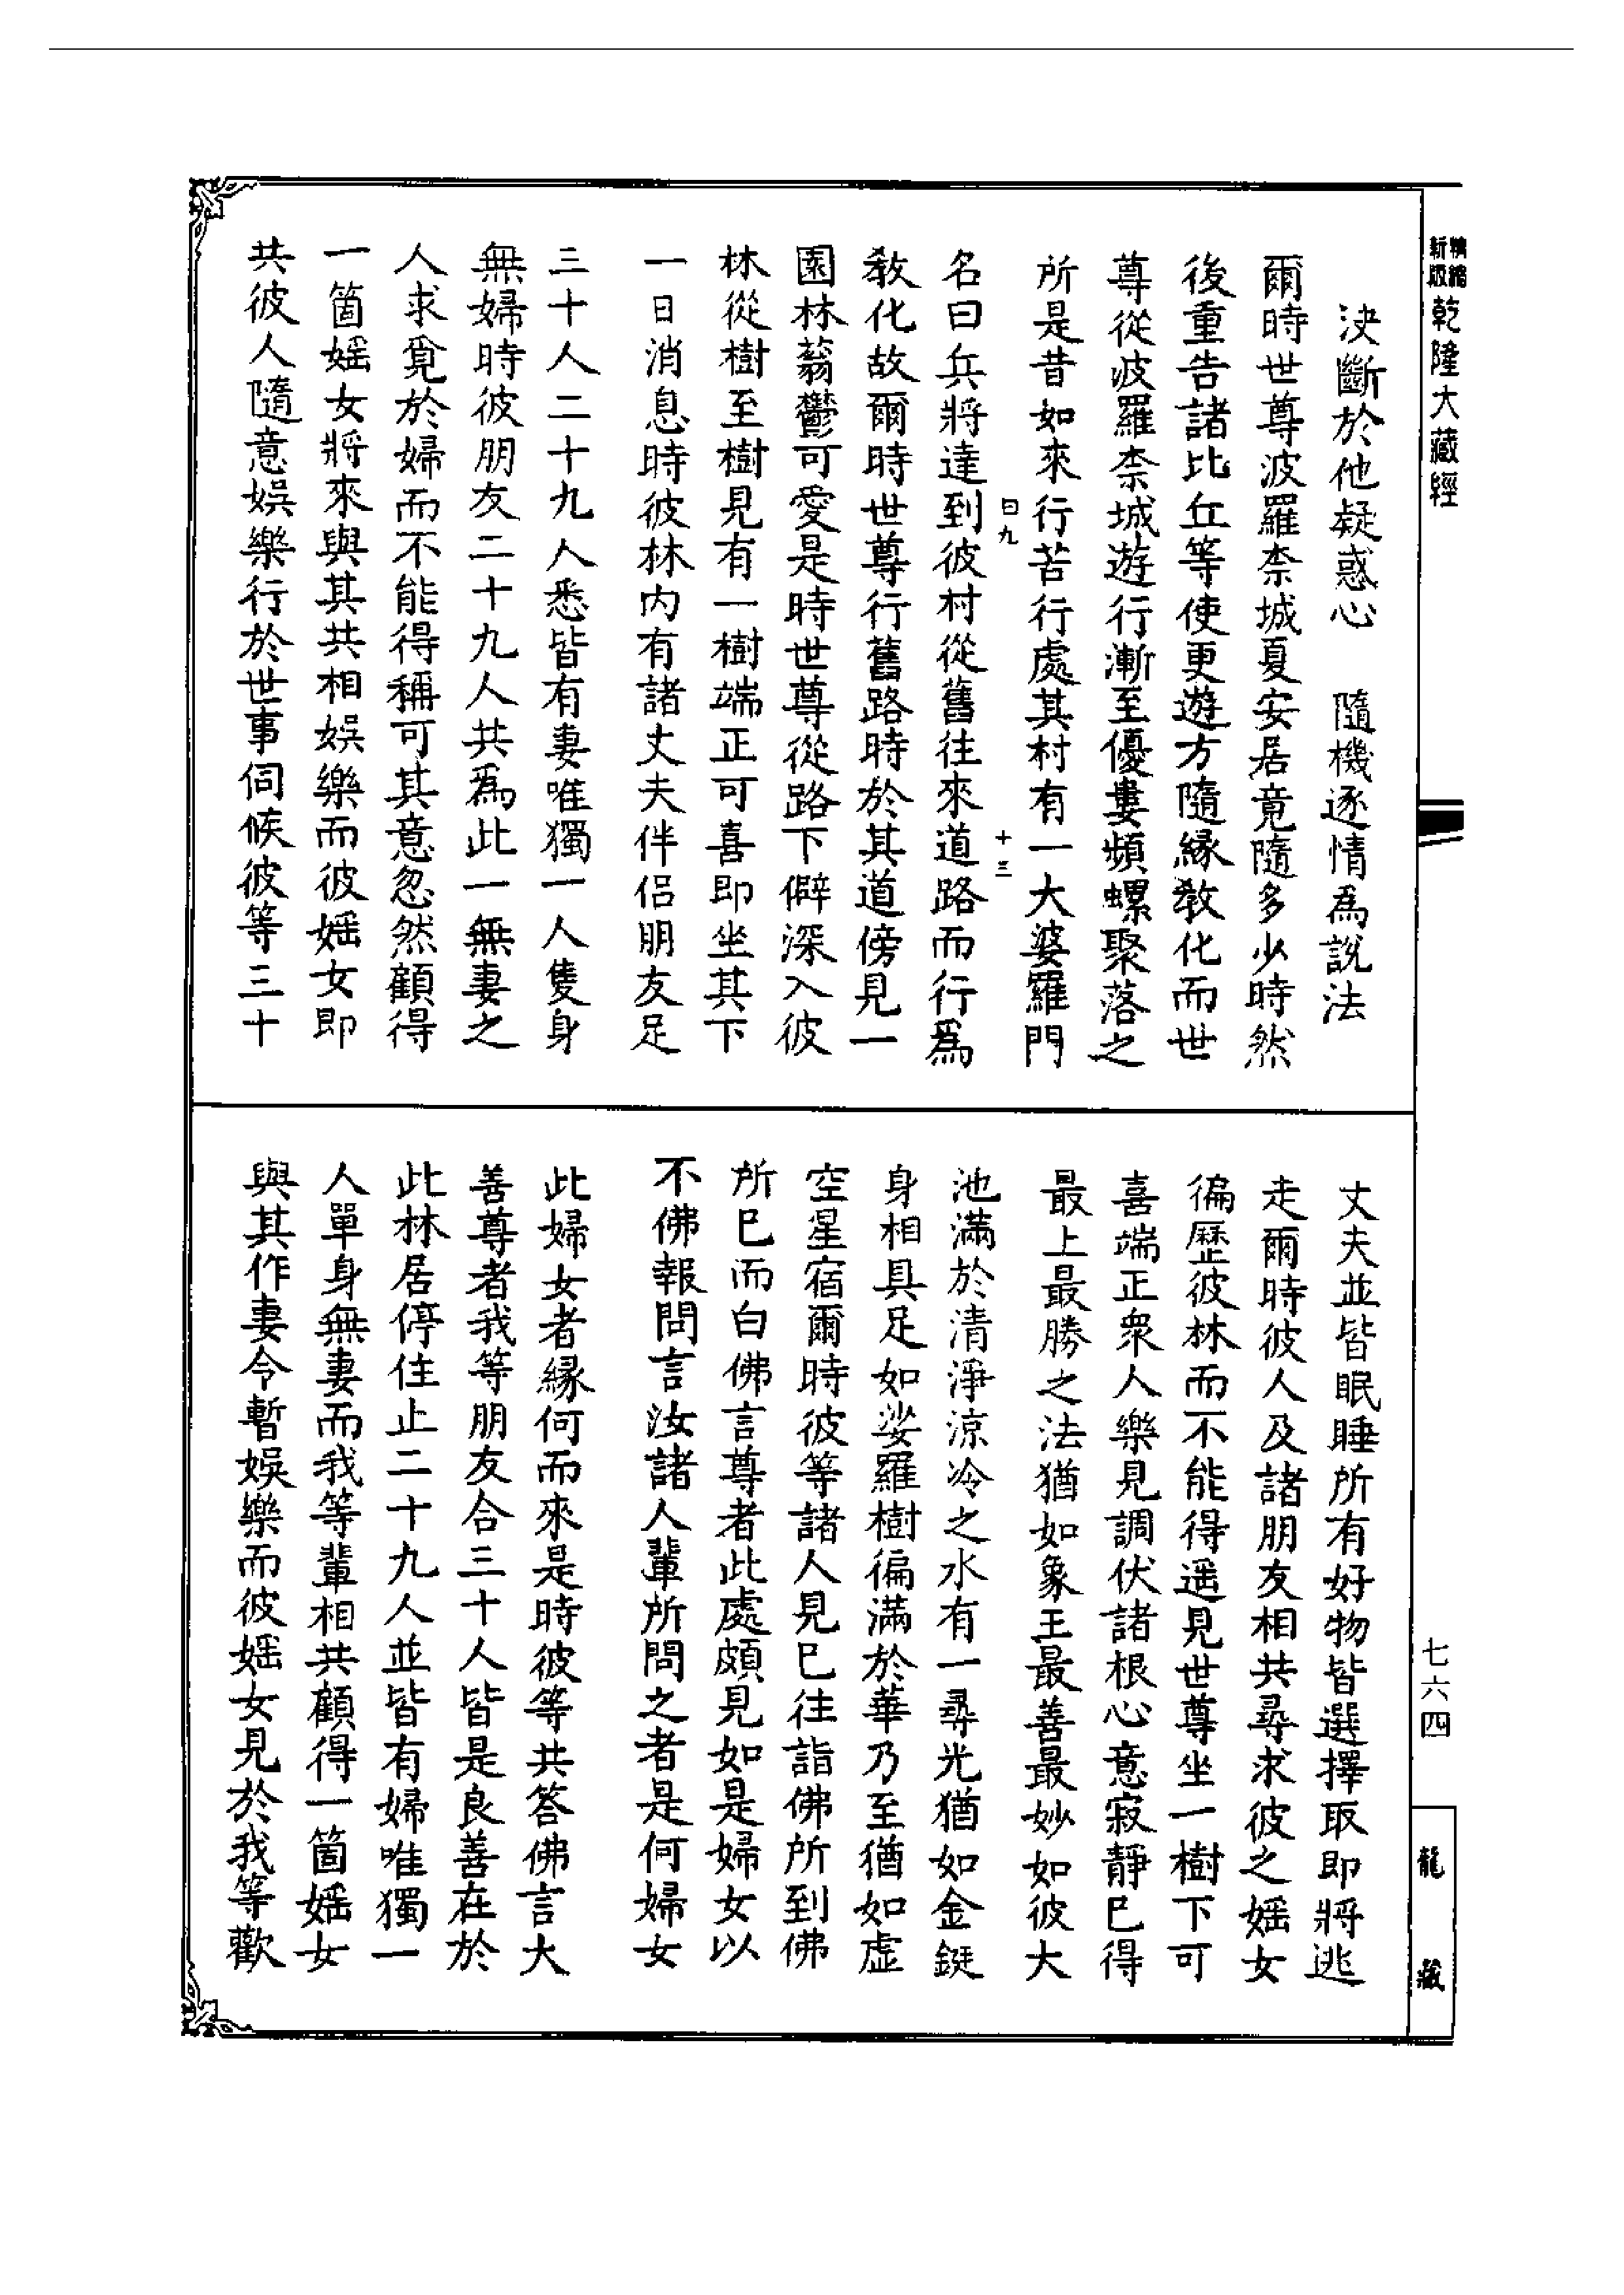 精縮新版乾隆大藏經
決斷於他疑惑心　隨機逐情爲說法
爾時世尊波羅柰城夏安居竟隨多少時然
後重告諸比丘等使更遊方隨縁教化而世
尊從波羅柰城遊行漸至優婁頻螺聚落之
所是昔如來行苦行處其村有一大婆羅門
曰九　十三
名曰兵將達到彼村從舊往來道路而行爲
教化故爾時世尊行舊路時於其道傍見一
園林蓊鬱可愛是時世尊從路下僻深入彼
林從樹至樹見有一樹端正可喜即坐其下
一日消息時彼林内有諸丈夫伴侣朋友足
三十人二十九人悉皆有妻唯獨一人隻身
無婦時彼朋友二十九人共爲此一無妻之
人求覓於婦而不能得稱可其意忽然顧得
一箇婬女將來與其共相娛樂而彼婬女即
共彼人隨意娛樂行於世事伺候彼等三十
丈夫並皆眠睡所有好物皆選擇取即將逃
走爾時彼人及諸朋友相共尋求彼之婬女
徧歷彼林而不能得遥見世尊坐一樹下可
喜端正衆人樂見調伏諸根心意寂靜已得
最上最勝之法猶如象王最善最妙如彼大
池滿於清淨涼冷之水有一尋光猶如金鋌
身相具足如娑羅樹徧滿於華乃至猶如虛
空星宿爾時彼等諸人見已往詣佛所到佛
所已而白佛言尊者此處頗見如是婦女以
不佛報問言汝諸人輩所問之者是何婦女
此婦女者縁何而來是時彼等共答佛言大
善尊者我等朋友合三十人皆是良善在於
此林居停住止二十九人並皆有婦唯獨一
人單身無妻而我等輩相共顧得一箇婬女
與其作妻令暫娛樂而彼婬女見於我等歡
七六四
龍藏